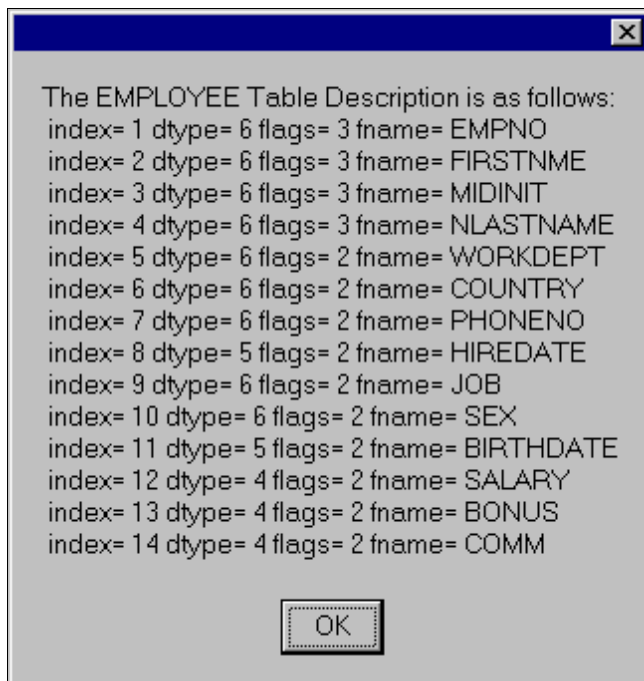 The EMPLOYEE Table Description is as follows:
index= 1 dtype= 6 flags= 3 fname= EMPNO
index= 2 dtype= 6 flags= 3 fname= FIRSTNME
index= 3 dtype= 6 flags= 3 fname= MIDINIT
index= 4 dtype= 6 flags= 3 fname= NLASTNAME
index= 5 dtype= 6 flags= 2 fname= WORKDEPT
index= 6 dtype= 6 flags= 2 fname= COUNTRY
index= 7 dtype= 6 flags= 2 fname= PHONENO
index= 8 dtype= 5 flags= 2 fname= HIREDATE
index= 9 dtype= 6 flags= 2 fname= JOB
index= 10 dtype= 6 flags= 2 fname= SEX
index= 11 dtype= 5 flags= 2 fname= BIRTHDATE
index= 12 dtype= 4 flags= 2 fname= SALARY
index= 13 dtype= 4 flags= 2 fname= BONUS
index= 14 dtype= 4 flags= 2 fname= COMM
OK